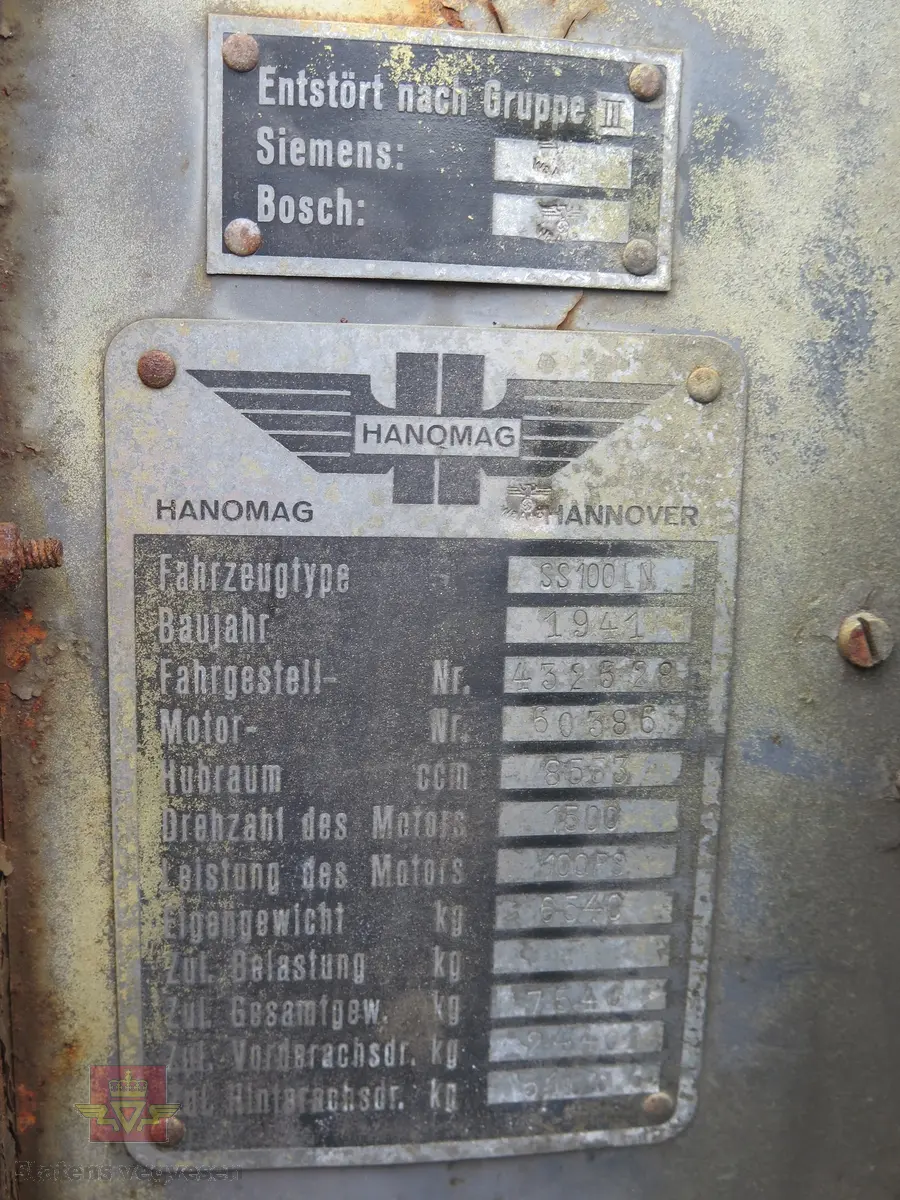 Entstört nach Gruppe III
Siemens:
Bosch:
HANOMAG
HANOMAG HANNOVER
Fahrzeugtype SS100LN
Baujahr 1941
Fahrgestell- Nr.
Motor- Nr. 60386
Hubraum ccm 8553
Drehzahl des Motors 1500
Leistung des Motors 100PS
Eigengewicht kg 6540
Zul. Belastung kg
Zul. Gesamtgew. kg
Zul. Vorderachsdr. kg
Zul. Hinterachsdr. kg
Statens vegvesen